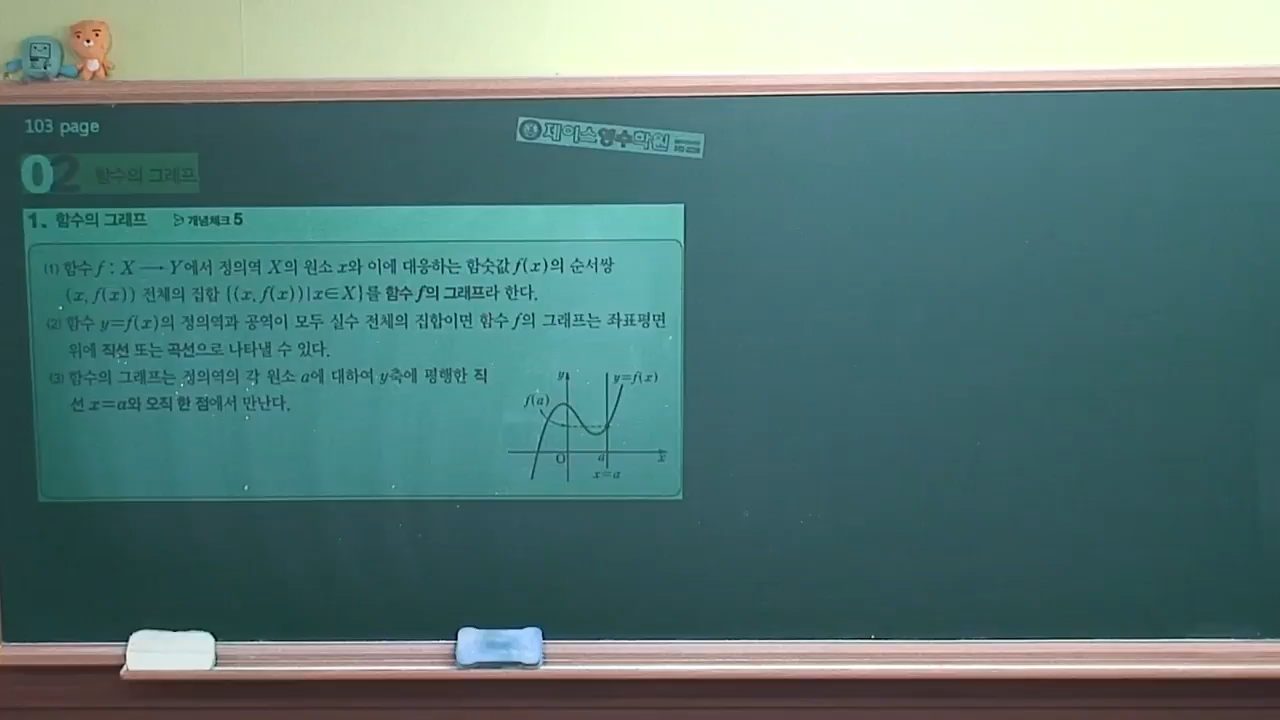 103 page
제이스영수학원
02 함수의 그래프
1. 함수의 그래프 ▷ 개념체크 5
(1) 함수 f : X ⟶ Y에서 정의역 X의 원소 x와 이에 대응하는 함숫값 f(x)의 순서쌍
(x, f(x)) 전체의 집합 {(x, f(x))|x∈X}를 함수 f의 그래프라 한다.
(2) 함수 y=f(x)의 정의역과 공역이 모두 실수 전체의 집합이면 함수 f의 그래프는 좌표평면
위에 직선 또는 곡선으로 나타낼 수 있다.
(3) 함수의 그래프는 정의역의 각 원소 a에 대하여 y축에 평행한 직
선 x=a와 오직 한 점에서 만난다.
y y=f(x)
f(a)
O a x
x=a